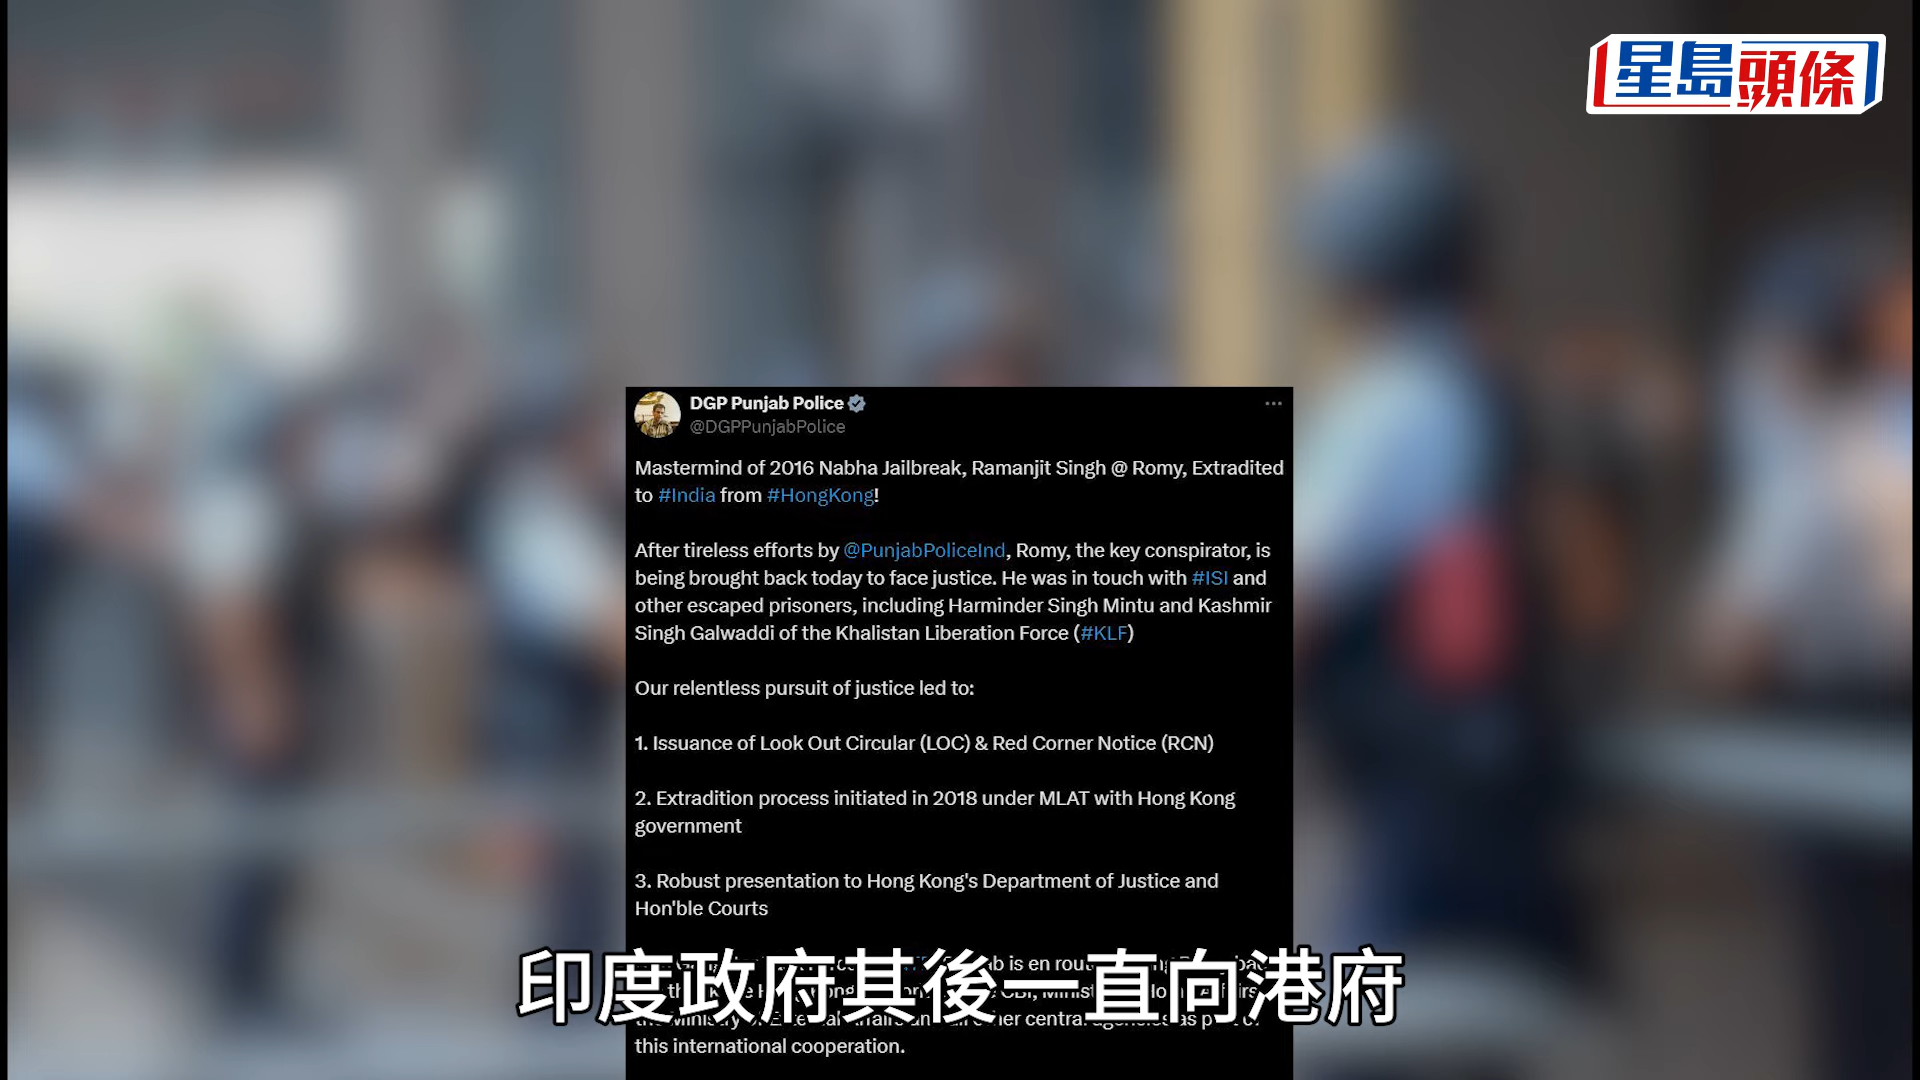 星島頭條
DGP Punjab Police
@DGPPunjabPolice
Mastermind of 2016 Nabha Jailbreak, Ramanjit Singh @ Romy, Extradited
to #India from #HongKong!
After tireless efforts by @PunjabPoliceInd, Romy, the key conspirator, is
being brought back today to face justice. He was in touch with #ISI and
other escaped prisoners, including Harminder Singh Mintu and Kashmir
Singh Galwaddi of the Khalistan Liberation Force (#KLF)
Our relentless pursuit of justice led to:
1. Issuance of Look Out Circular (LOC) & Red Corner Notice (RCN)
2. Extradition process initiated in 2018 under MLAT with Hong Kong
government
3. Robust presentation to Hong Kong's Department of Justice and
Hon'ble Courts
is en
印度政府其後一直向港府
other central agencies as
this international cooperation.